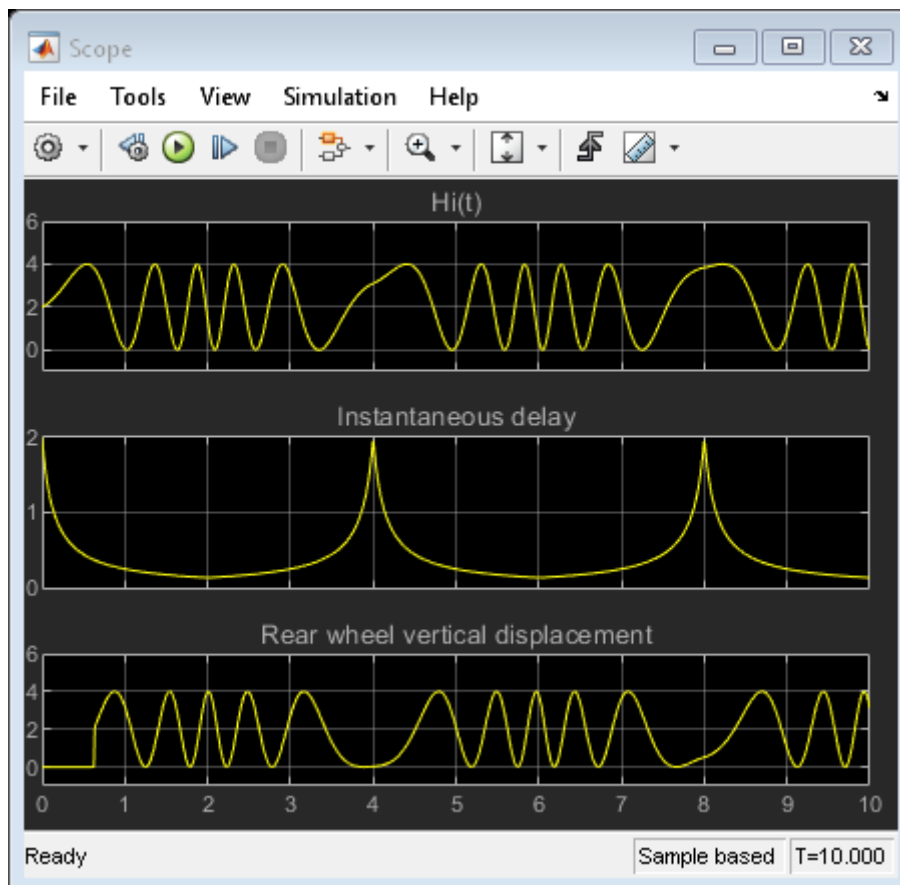 Scope
File Tools View Simulation Help
Hi(t)
6
4
2
0
Instantaneous delay
2
1
0
Rear wheel vertical displacement
6
4
2
0
0 1 2 3 4 5 6 7 8 9 10
Ready Sample based T=10.000